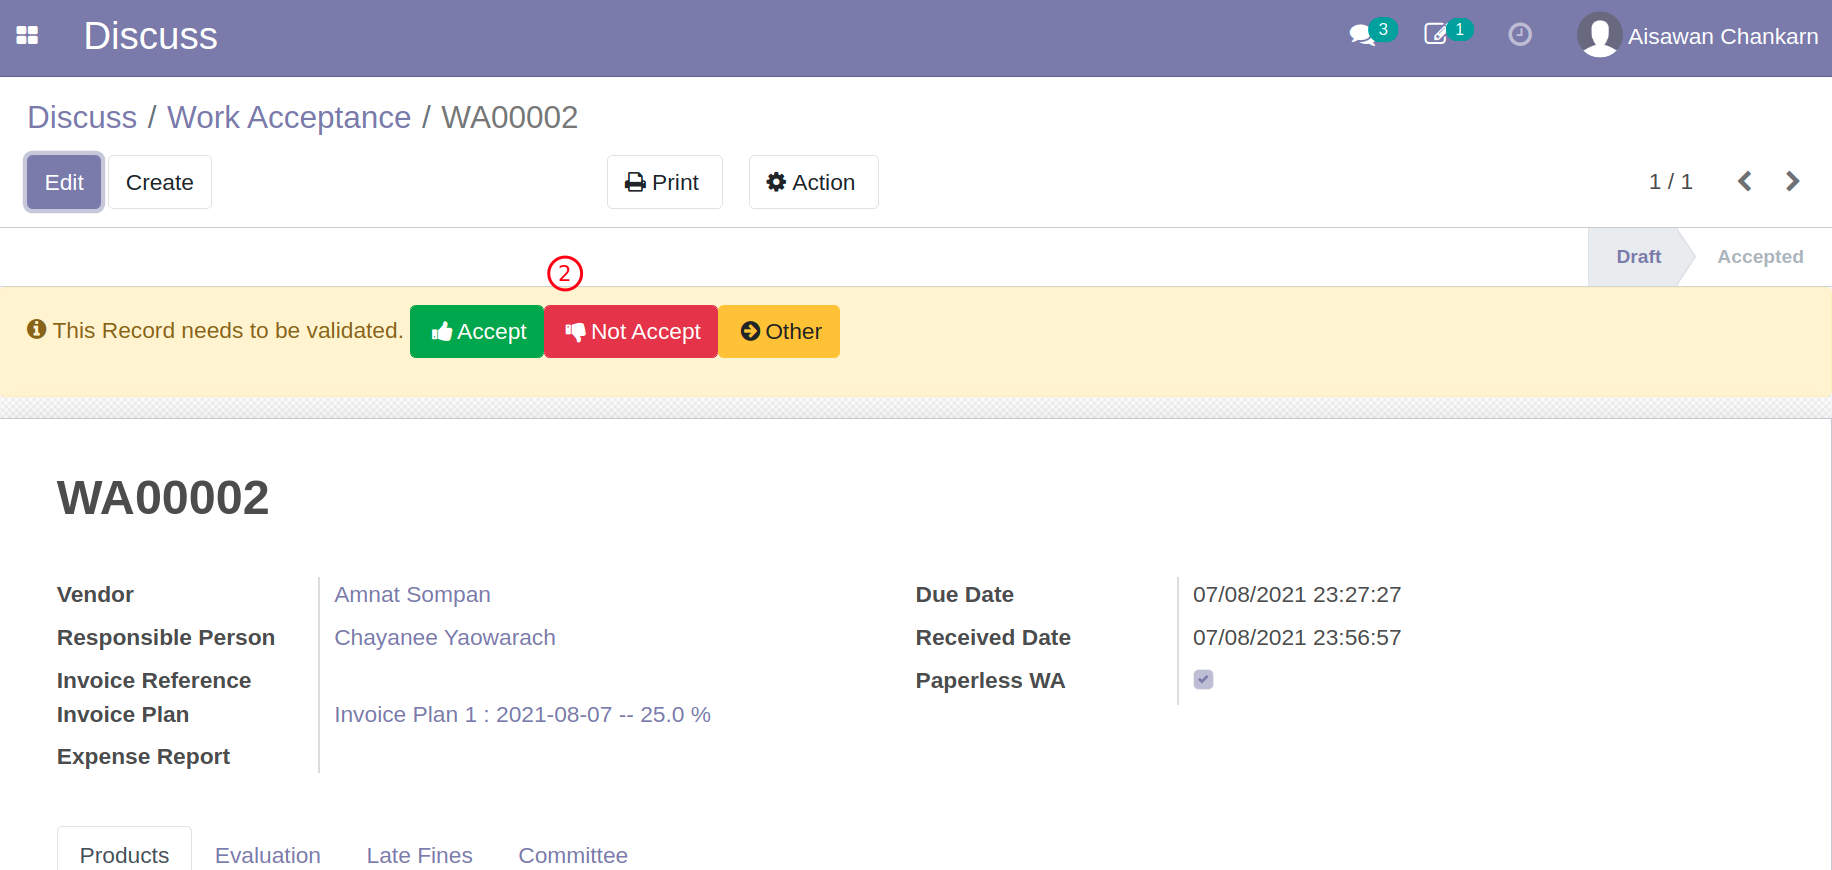 Discuss 3 1 Aisawan Chankarn
Discuss / Work Acceptance / WA00002
Edit Create Print Action 1 / 1
Draft Accepted
2
This Record needs to be validated. Accept Not Accept Other
WA00002
Vendor Amnat Sompan
Responsible Person Chayanee Yaowarach
Invoice Reference
Invoice Plan Invoice Plan 1 : 2021-08-07 -- 25.0 %
Expense Report
Due Date 07/08/2021 23:27:27
Received Date 07/08/2021 23:56:57
Paperless WA
Products Evaluation Late Fines Committee